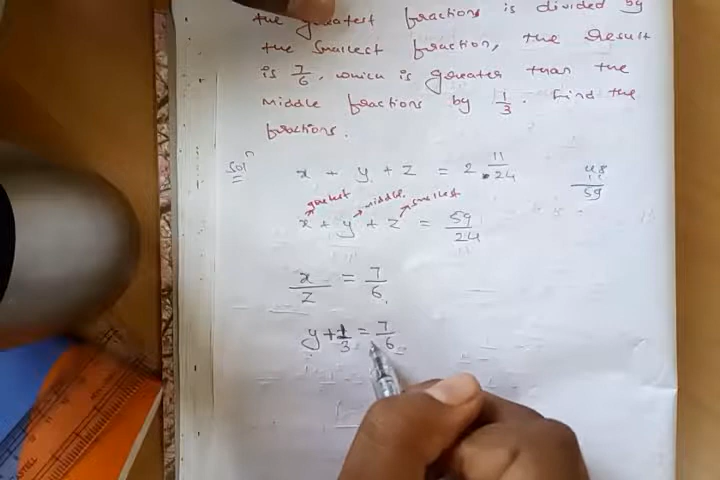 the greatest fractions is divided by
the smallest fraction, the result
is 7/6, which is greater than the
middle fractions by 1/3. Find the
fractions.
Solⁿ
x + y + z = 2 11/24
48
11
59
greatest middle smallest
x + y + z = 59/24
x/z = 7/6
y + 1/3 = 7/6